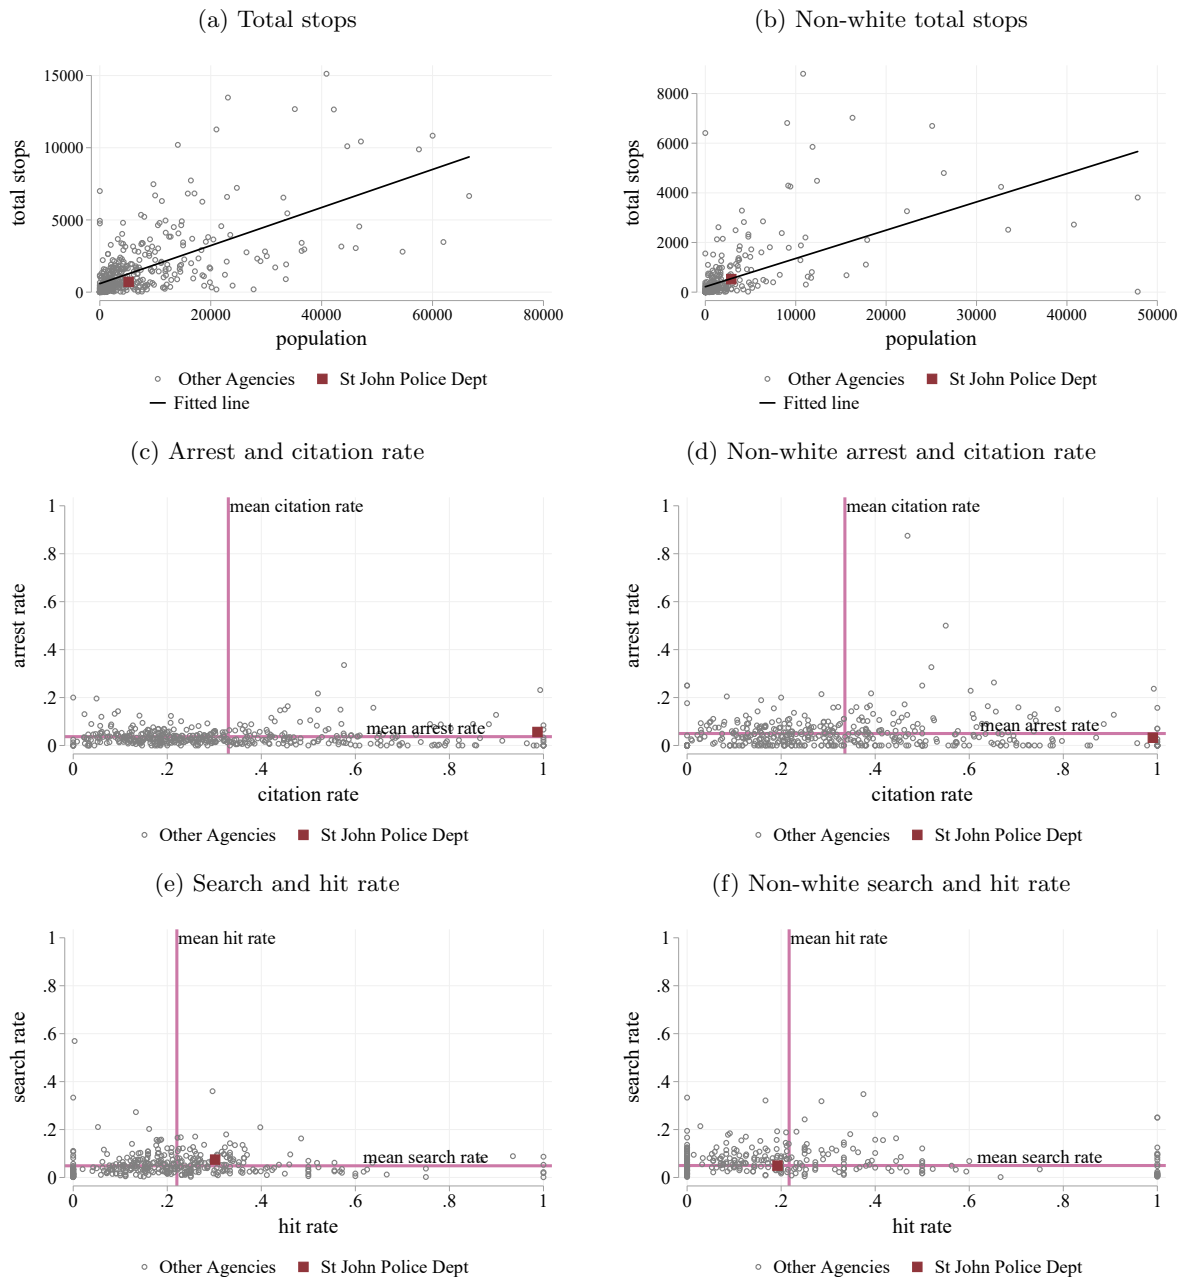 (a) Total stops
(b) Non-white total stops
total stops
15000
10000
5000
0
0 20000 40000 60000 80000
population
Other Agencies St John Police Dept
Fitted line
total stops
8000
6000
4000
2000
0
0 10000 20000 30000 40000 50000
population
Other Agencies St John Police Dept
Fitted line
(c) Arrest and citation rate
(d) Non-white arrest and citation rate
arrest rate
1
.8
.6
.4
.2
0
mean citation rate
mean arrest rate
0 .2 .4 .6 .8 1
citation rate
Other Agencies St John Police Dept
arrest rate
1
.8
.6
.4
.2
0
mean citation rate
mean arrest rate
0 .2 .4 .6 .8 1
citation rate
Other Agencies St John Police Dept
(e) Search and hit rate
(f) Non-white search and hit rate
search rate
1
.8
.6
.4
.2
0
mean hit rate
mean search rate
0 .2 .4 .6 .8 1
hit rate
Other Agencies St John Police Dept
search rate
1
.8
.6
.4
.2
0
mean hit rate
mean search rate
0 .2 .4 .6 .8 1
hit rate
Other Agencies St John Police Dept